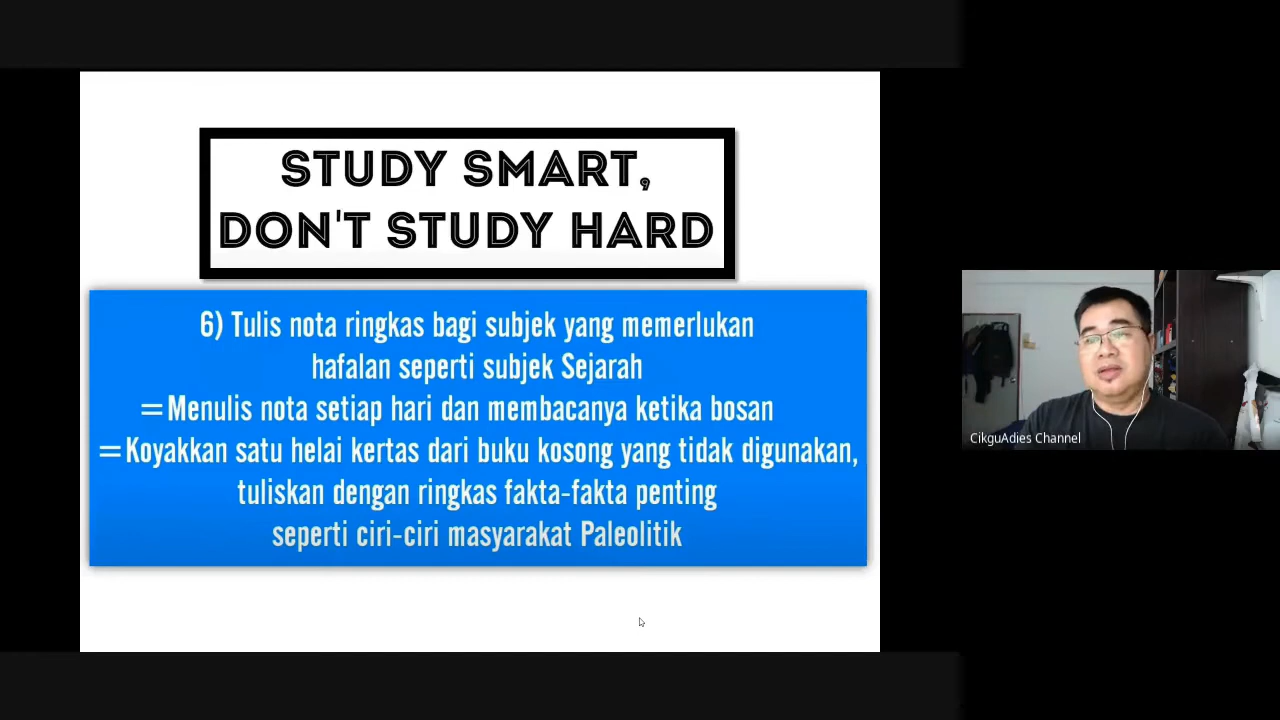 STUDY SMART,
DON'T STUDY HARD
6) Tulis nota ringkas bagi subjek yang memerlukan
hafalan seperti subjek Sejarah
=Menulis nota setiap hari dan membacanya ketika bosan
=Koyakkan satu helai kertas dari buku kosong yang tidak digunakan,
tuliskan dengan ringkas fakta-fakta penting
seperti ciri-ciri masyarakat Paleolitik
CikguAdies Channel